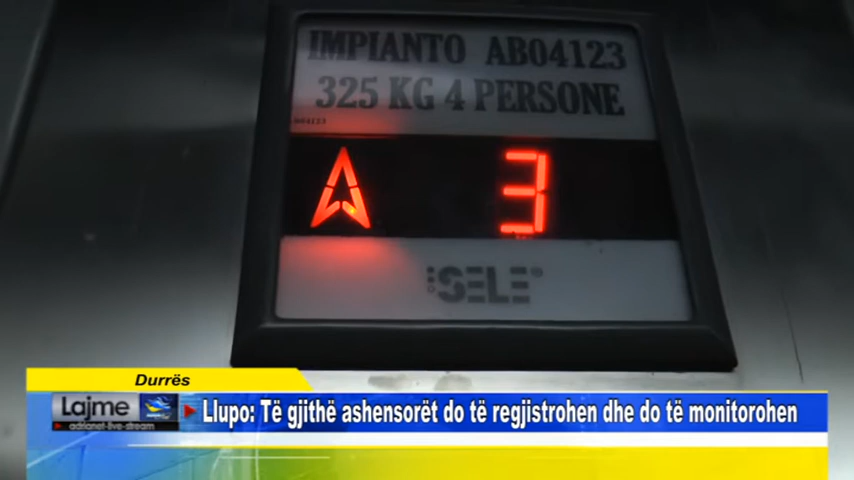 IMPIANTO AB04123
325 KG 4 PERSONE
AB04123
3
SELE
Durrës
Lajme
Llupo: Të gjithë ashensorët do të regjistrohen dhe do të monitorohen
adrianet-live-stream